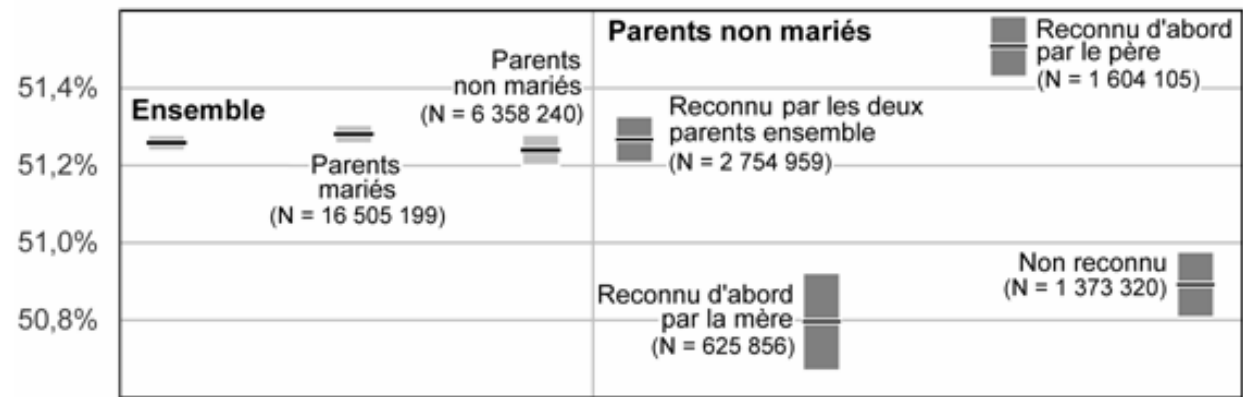 51,4%
51,2%
51,0%
50,8%
Ensemble
Parents
mariés
(N = 16 505 199)
Parents
non mariés
(N = 6 358 240)
Parents non mariés
Reconnu par les deux
parents ensemble
(N = 2 754 959)
Reconnu d'abord
par la mère
(N = 625 856)
Reconnu d'abord
par le père
(N = 1 604 105)
Non reconnu
(N = 1 373 320)